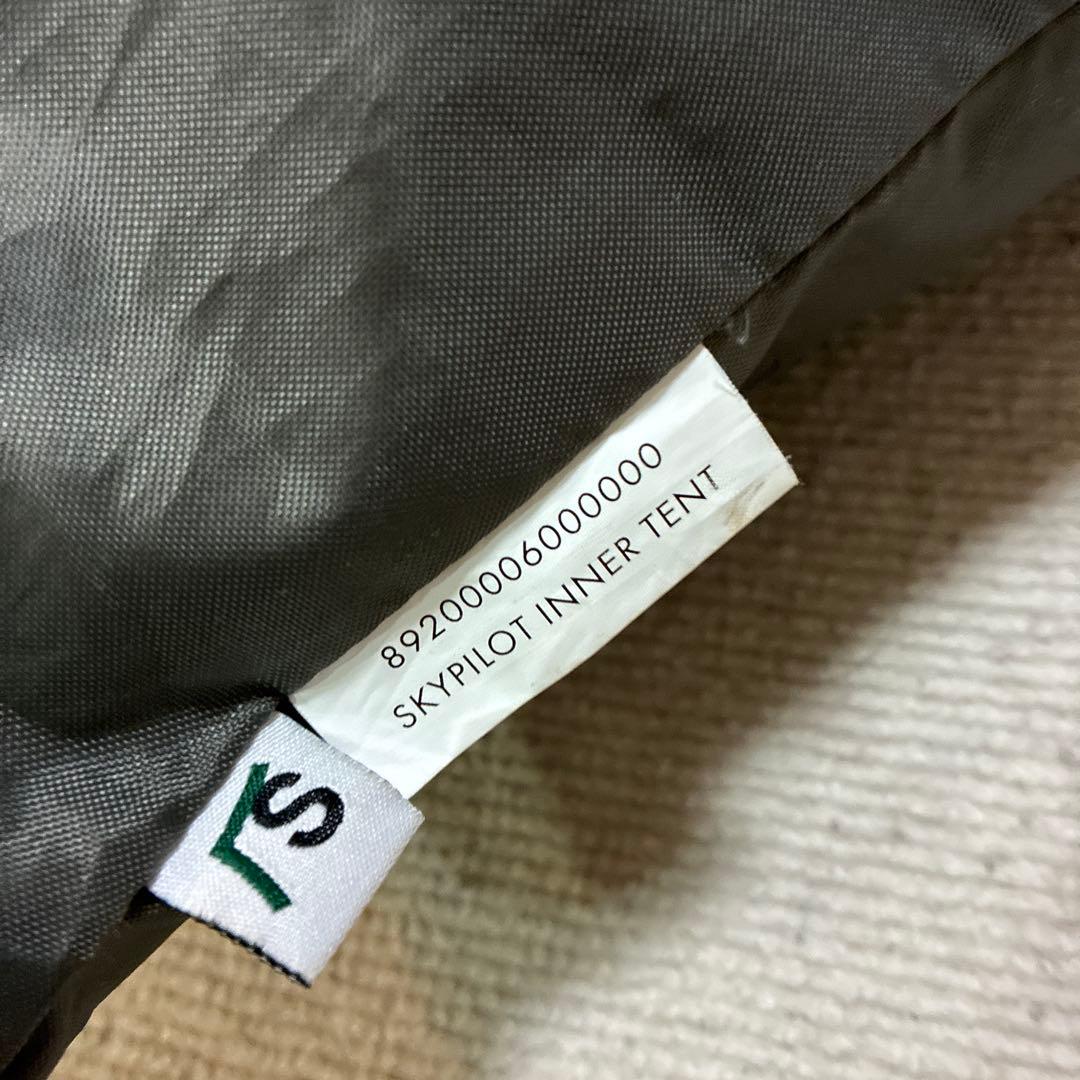 89200006000000
SKYPILOT INNER TENT
S